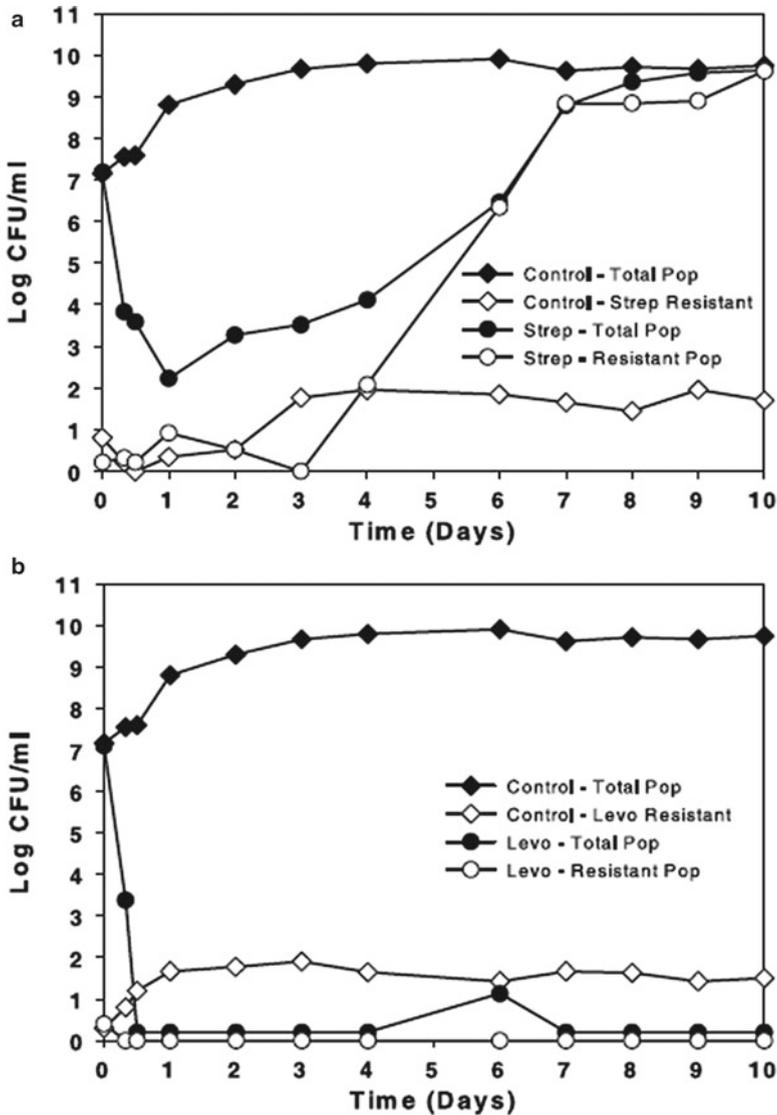 a
11
10
9
8
7
6
5
4
3
2
1
0
Log CFU/ml
Control - Total Pop
Control - Strep Resistant
Strep - Total Pop
Strep - Resistant Pop
0 1 2 3 4 5 6 7 8 9 10
Time (Days)
b
11
10
9
8
7
6
5
4
3
2
1
0
Log CFU/ml
Control - Total Pop
Control - Levo Resistant
Levo - Total Pop
Levo - Resistant Pop
0 1 2 3 4 5 6 7 8 9 10
Time (Days)